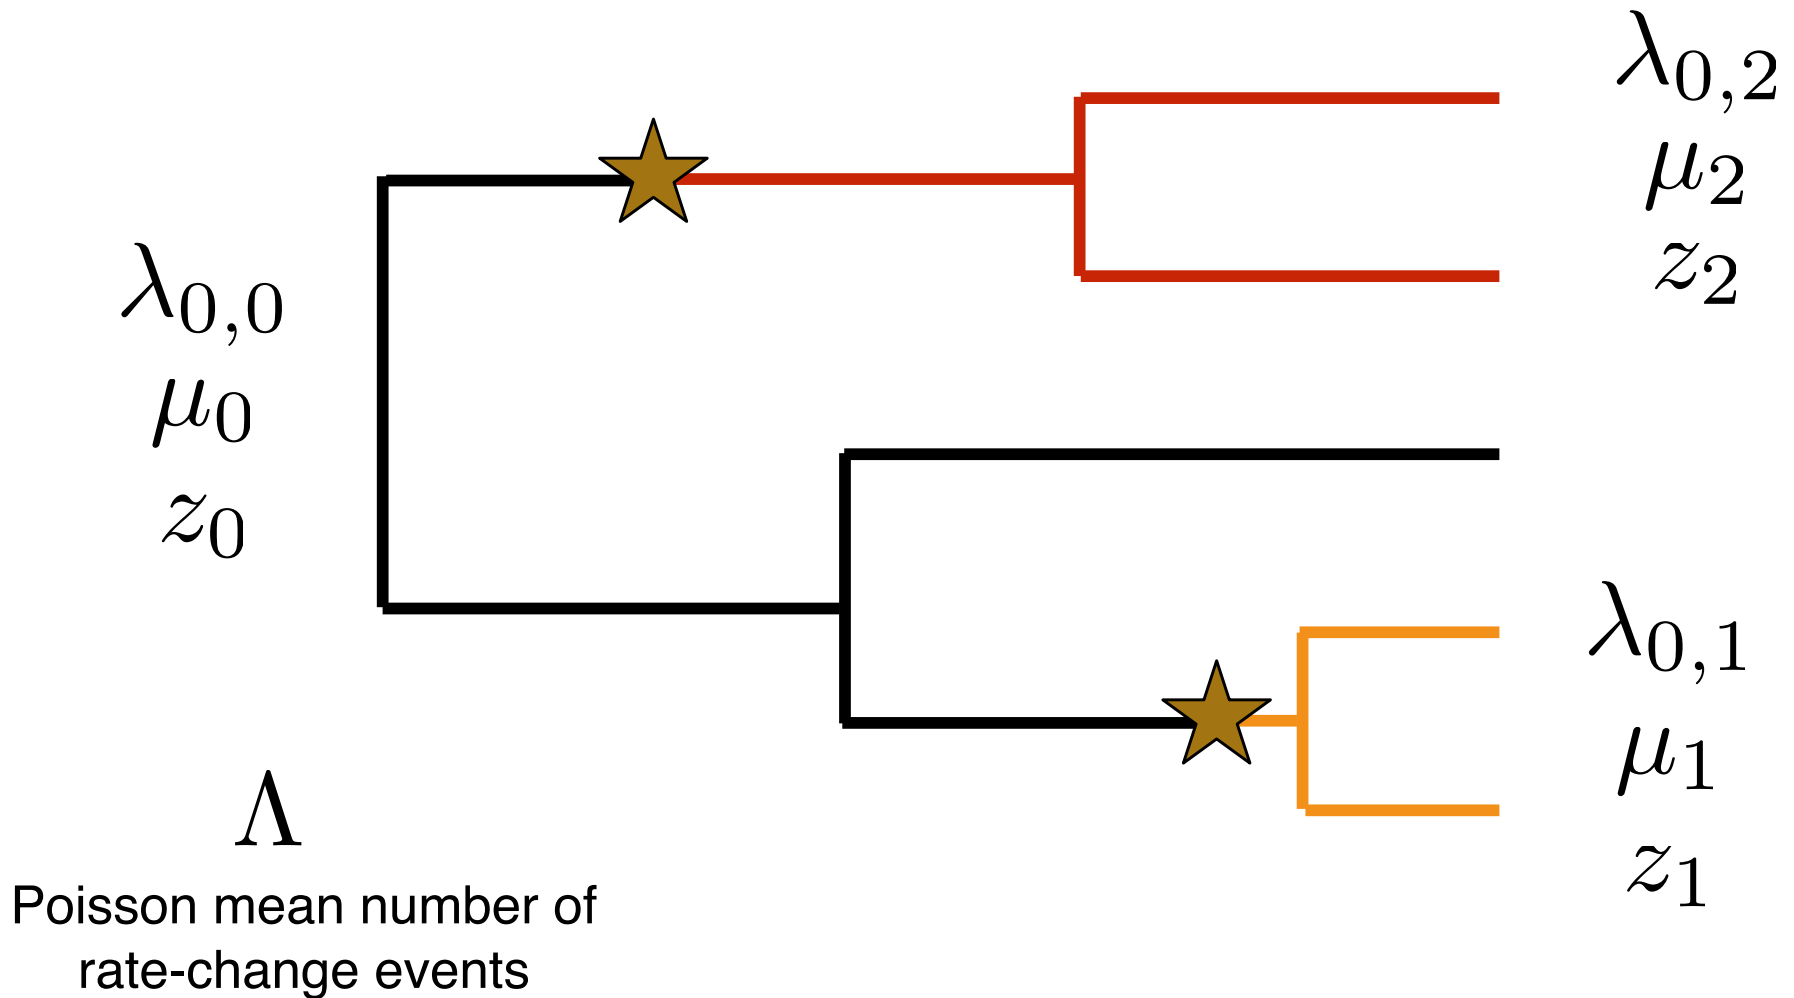 λ₀,₀
μ₀
z₀
λ₀,₂
μ₂
z₂
λ₀,₁
μ₁
z₁
Λ
Poisson mean number of
rate-change events